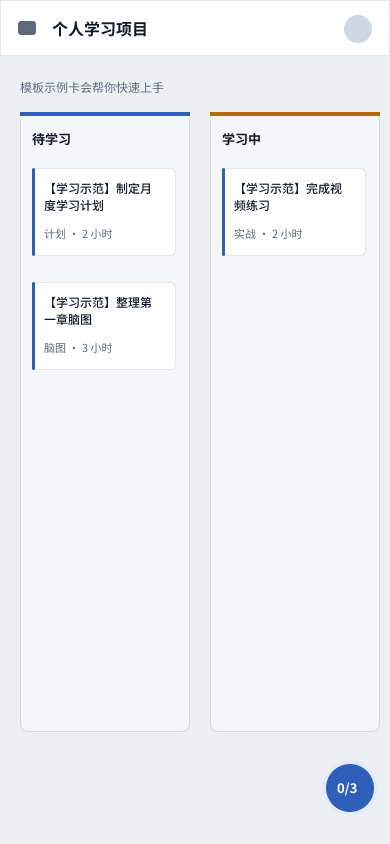 个人学习项目
模板示例卡会帮你快速上手
待学习
【学习示范】制定月
度学习计划
计划 • 2 小时
【学习示范】整理第
一章脑图
脑图 • 3 小时
学习中
【学习示范】完成视
频练习
实战 • 2 小时
0/3